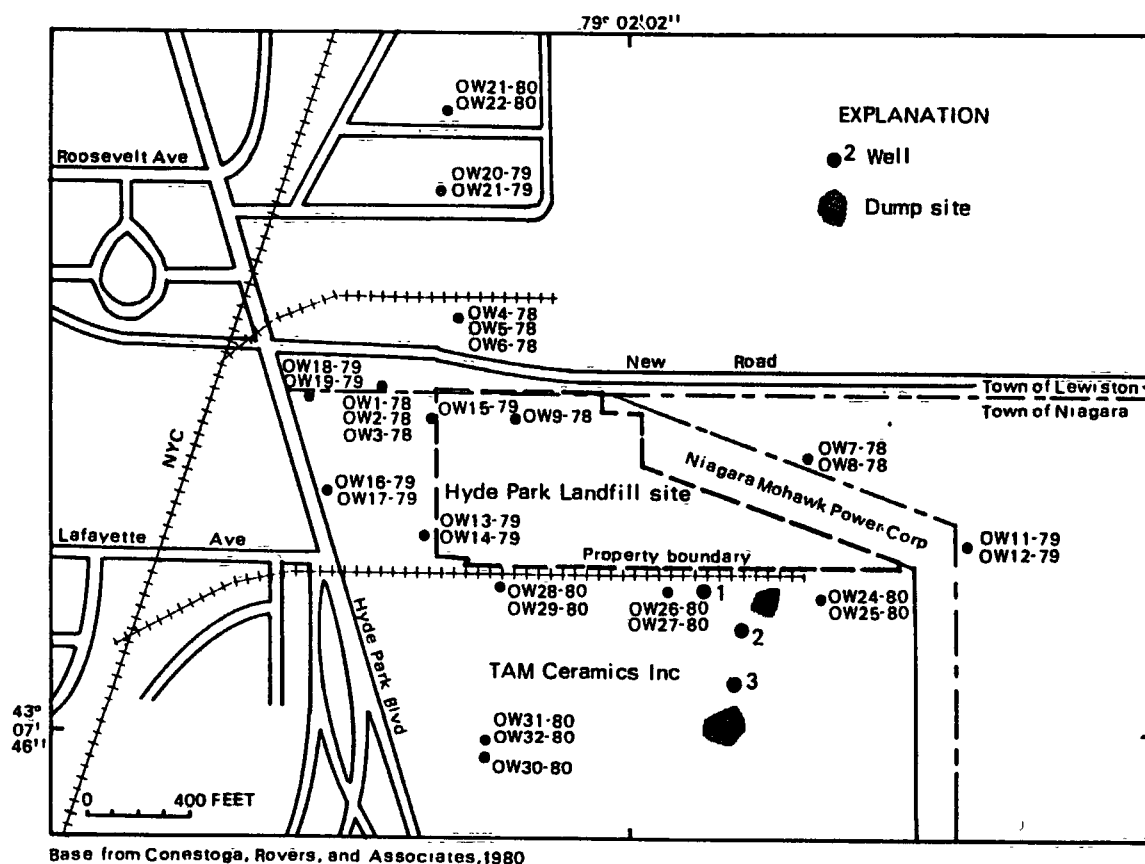 79° 02'02"
OW21-80
OW22-80
EXPLANATION
2 Well
Dump site
Roosevelt Ave
OW20-79
OW21-79
OW4-78
OW5-78
OW6-78
New Road
OW18-79
OW19-79
Town of Lewiston
Town of Niagara
OW1-78
OW2-78
OW3-78
OW15-79
OW9-78
NYC
OW7-78
OW8-78
Niagara Mohawk Power Corp
OW16-79
OW17-79
Hyde Park Landfill site
OW13-79
OW14-79
OW11-79
OW12-79
Lafayette Ave
Property boundary
OW28-80
OW29-80
OW26-80
OW27-80
1
OW24-80
OW25-80
2
Hyde Park Blvd
TAM Ceramics Inc
3
43°
07'
46"
OW31-80
OW32-80
OW30-80
0 400 FEET
Base from Conestoga, Rovers, and Associates, 1980